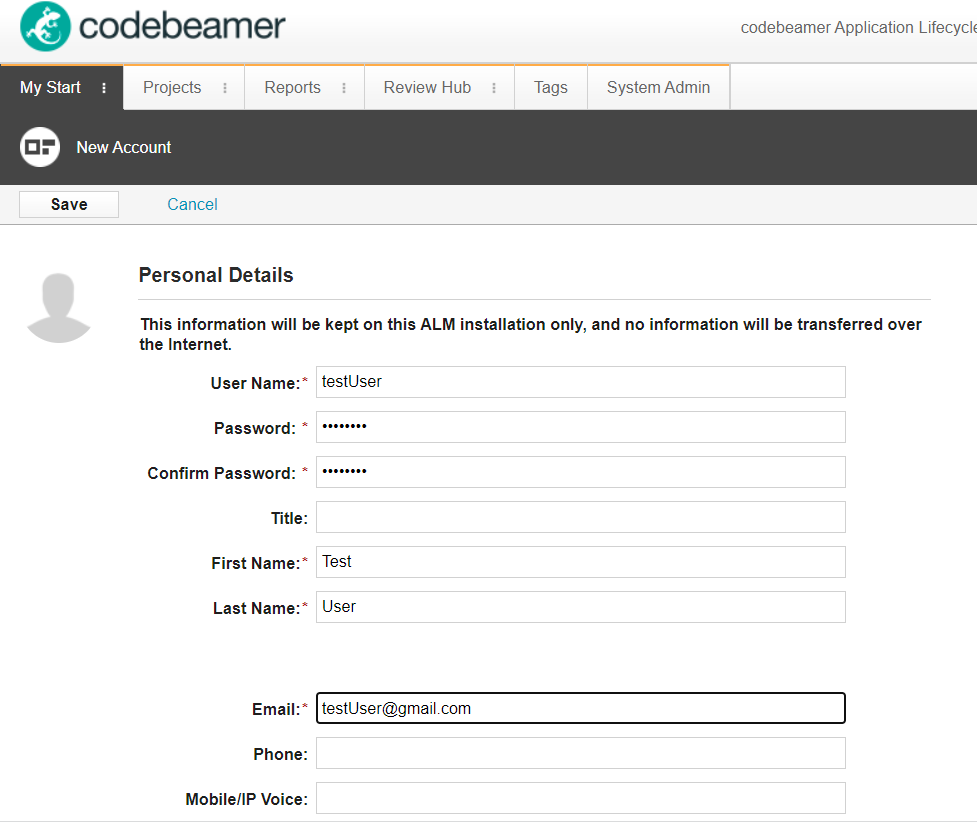 codebeamer
codebeamer Application Lifecycle
My Start Projects Reports Review Hub Tags System Admin
New Account
Save Cancel
Personal Details
This information will be kept on this ALM installation only, and no information will be transferred over
the Internet.
User Name:* testUser
Password: * ••••••••
Confirm Password: * ••••••••
Title:
First Name:* Test
Last Name:* User
Email:* testUser@gmail.com
Phone:
Mobile/IP Voice: